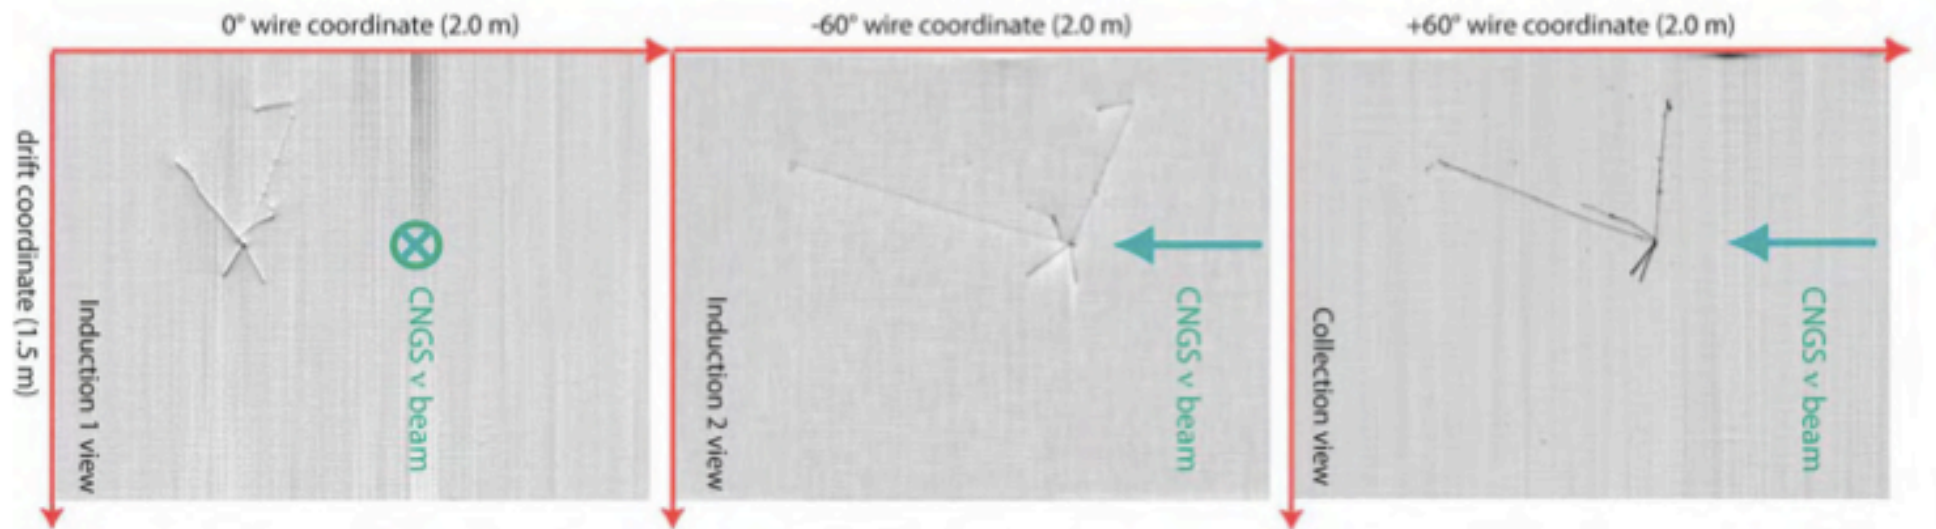 0° wire coordinate (2.0 m)
-60° wire coordinate (2.0 m)
+60° wire coordinate (2.0 m)
drift coordinate (1.5 m)
Induction 1 view
CNGS ν beam
Induction 2 view
CNGS ν beam
Collection view
CNGS ν beam